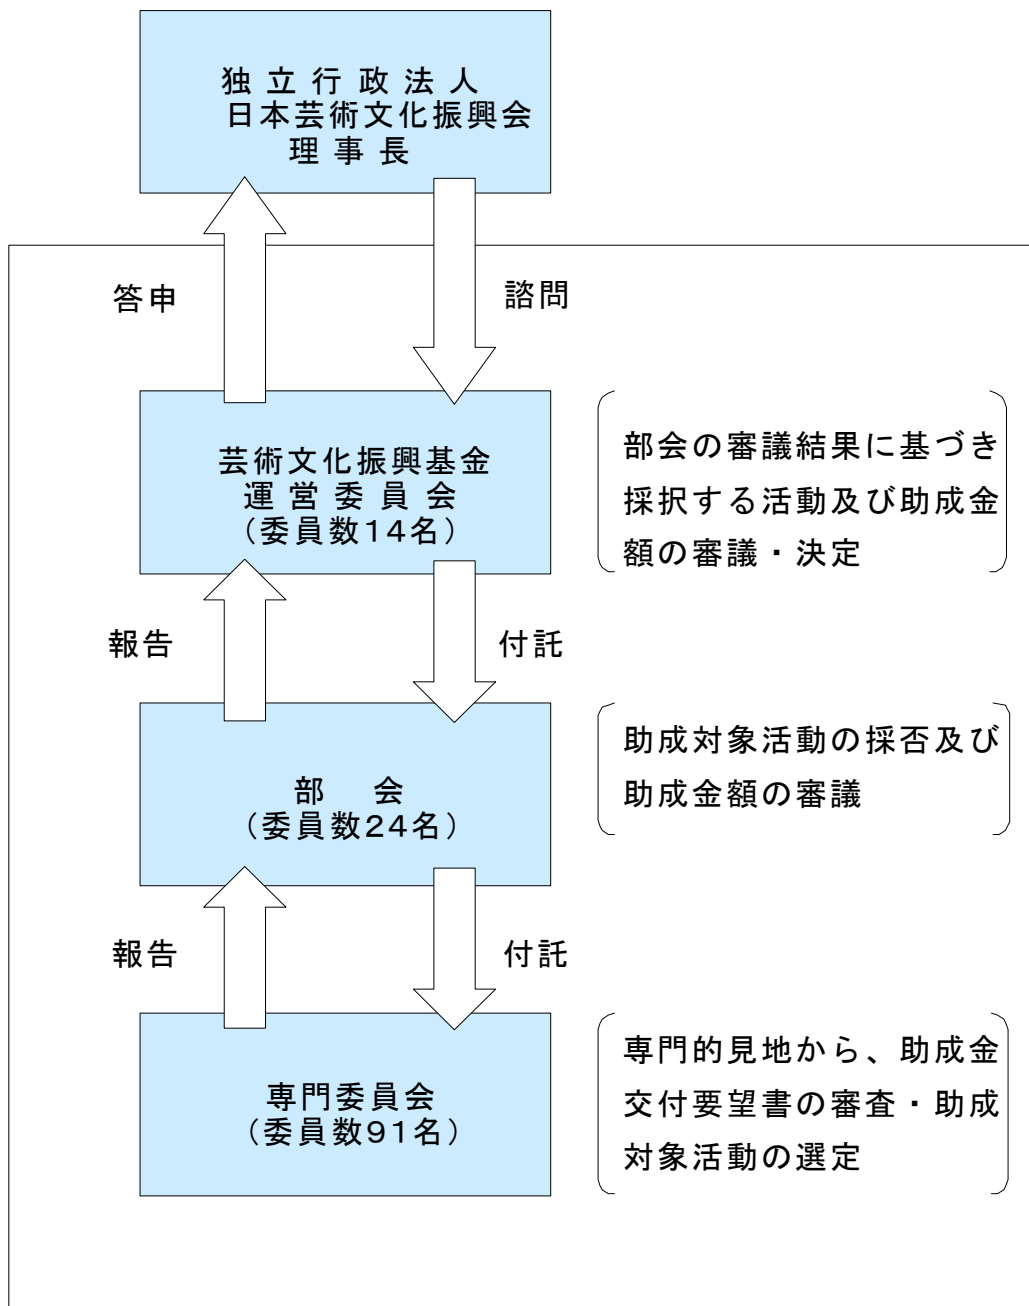 独立行政法人
日本芸術文化振興会
理事長
答申
諮問
芸術文化振興基金
運営委員会
（委員数14名）
部会の審議結果に基づき
採択する活動及び助成金
額の審議・決定
報告
付託
部　会
（委員数24名）
助成対象活動の採否及び
助成金額の審議
報告
付託
専門委員会
（委員数91名）
専門的見地から、助成金
交付要望書の審査・助成
対象活動の選定